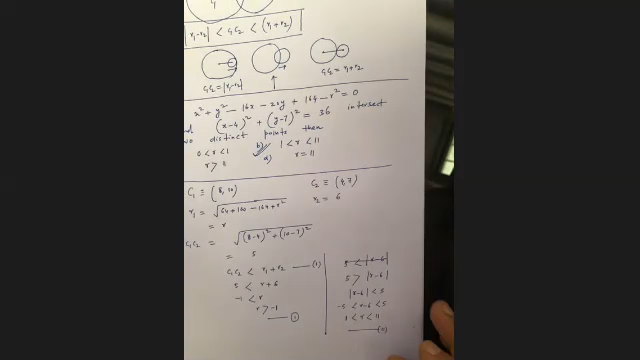 |r₁-r₂| < c₁c₂ < (r₁+r₂)
c₁c₂ = |r₁-r₂|
c₁c₂ = r₁+r₂
x² + y² - 16x - 20y + 164 - r² = 0
(x-4)² + (y-7)² = 36 intersect
distinct points then
0 < r < 1
b) 1 < r < 11
r > 11
a) r = 11
C₁ ≡ (8, 10)
C₂ ≡ (4, 7)
r₁ = √64+100-164+r²
r₂ = 6
= r
c₁c₂ = √(8-4)² + (10-7)²
= 5
c₁c₂ < r₁+r₂ —(1)
5 < r+6
-1 < r
r > -1
5 < |r-6|
5 > |r-6|
|r-6| < 5
-5 < r-6 < 5
1 < r < 11